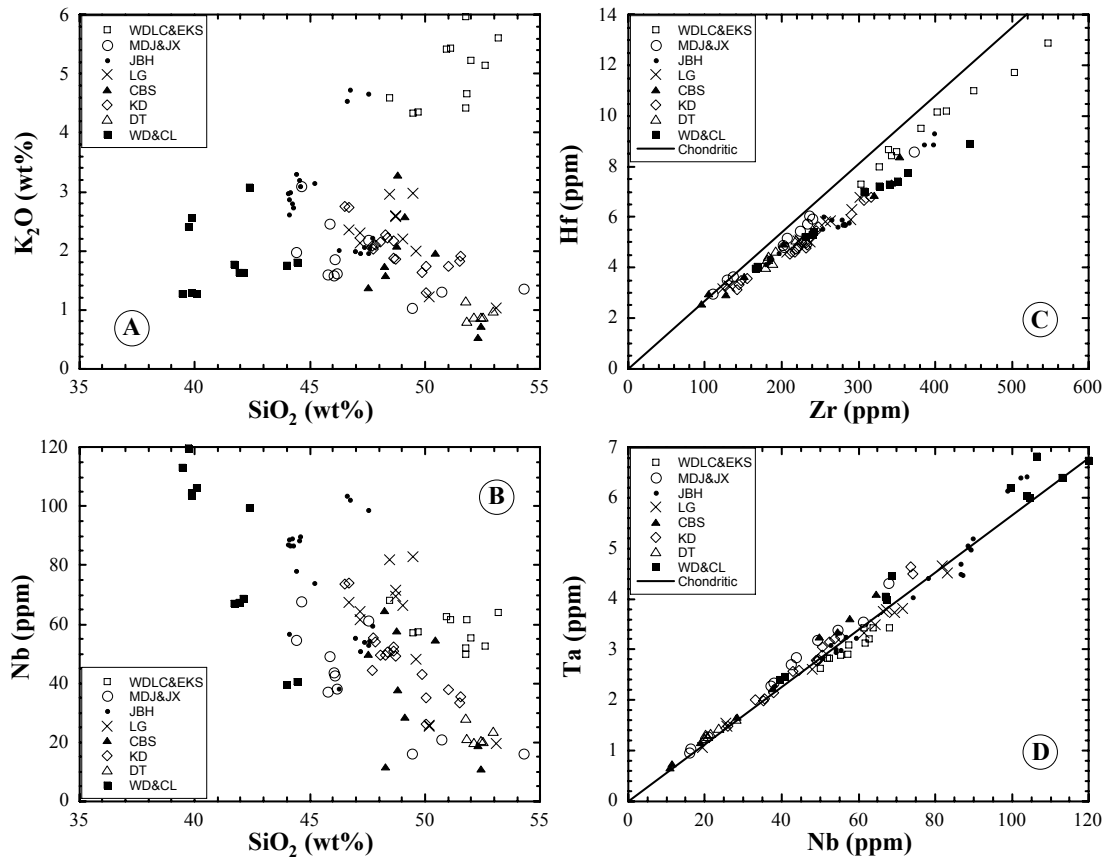 6
5
4
3
2
1
0
K2O (wt%)
WDLC&EKS
MDJ&JX
JBH
LG
CBS
KD
DT
WD&CL
A
35 40 45 50 55
SiO2 (wt%)
14
12
10
8
6
4
2
0
Hf (ppm)
WDLC&EKS
MDJ&JX
JBH
LG
CBS
KD
DT
WD&CL
Chondritic
C
0 100 200 300 400 500 600
Zr (ppm)
120
100
80
60
40
20
0
Nb (ppm)
B
WDLC&EKS
MDJ&JX
JBH
LG
CBS
KD
DT
WD&CL
35 40 45 50 55
SiO2 (wt%)
7
6
5
4
3
2
1
0
Ta (ppm)
WDLC&EKS
MDJ&JX
JBH
LG
CBS
KD
DT
WD&CL
Chondritic
D
0 20 40 60 80 100 120
Nb (ppm)